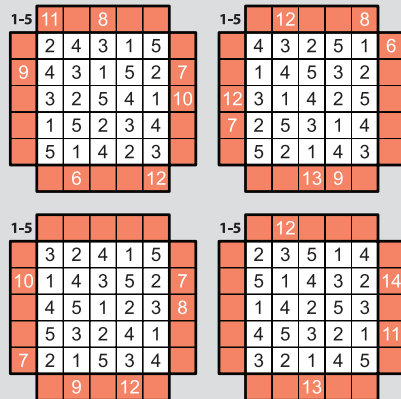 1-5 11 8
2 4 3 1 5
9 4 3 1 5 2 7
3 2 5 4 1 10
1 5 2 3 4
5 1 4 2 3
6 12
1-5 12 8
4 3 2 5 1 6
1 4 5 3 2
12 3 1 4 2 5
7 2 5 3 1 4
5 2 1 4 3
13 9
1-5
3 2 4 1 5
10 1 4 3 5 2 7
4 5 1 2 3 8
5 3 2 4 1
7 2 1 5 3 4
9 12
1-5 12
2 3 5 1 4
5 1 4 3 2 14
1 4 2 5 3
4 5 3 2 1 11
3 2 1 4 5
13